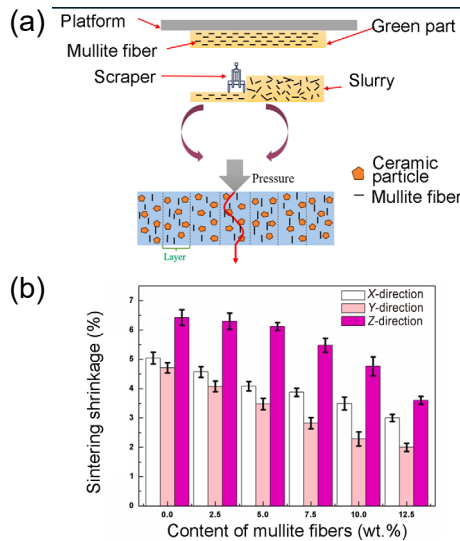 (a)
Platform
Green part
Mullite fiber
Scraper
Slurry
Pressure
Ceramic
particle
Mullite fiber
Layer
(b)
Sintering shrinkage (%)
7
6
5
4
3
2
1
0
X-direction
Y-direction
Z-direction
0.0 2.5 5.0 7.5 10.0 12.5
Content of mullite fibers (wt.%)